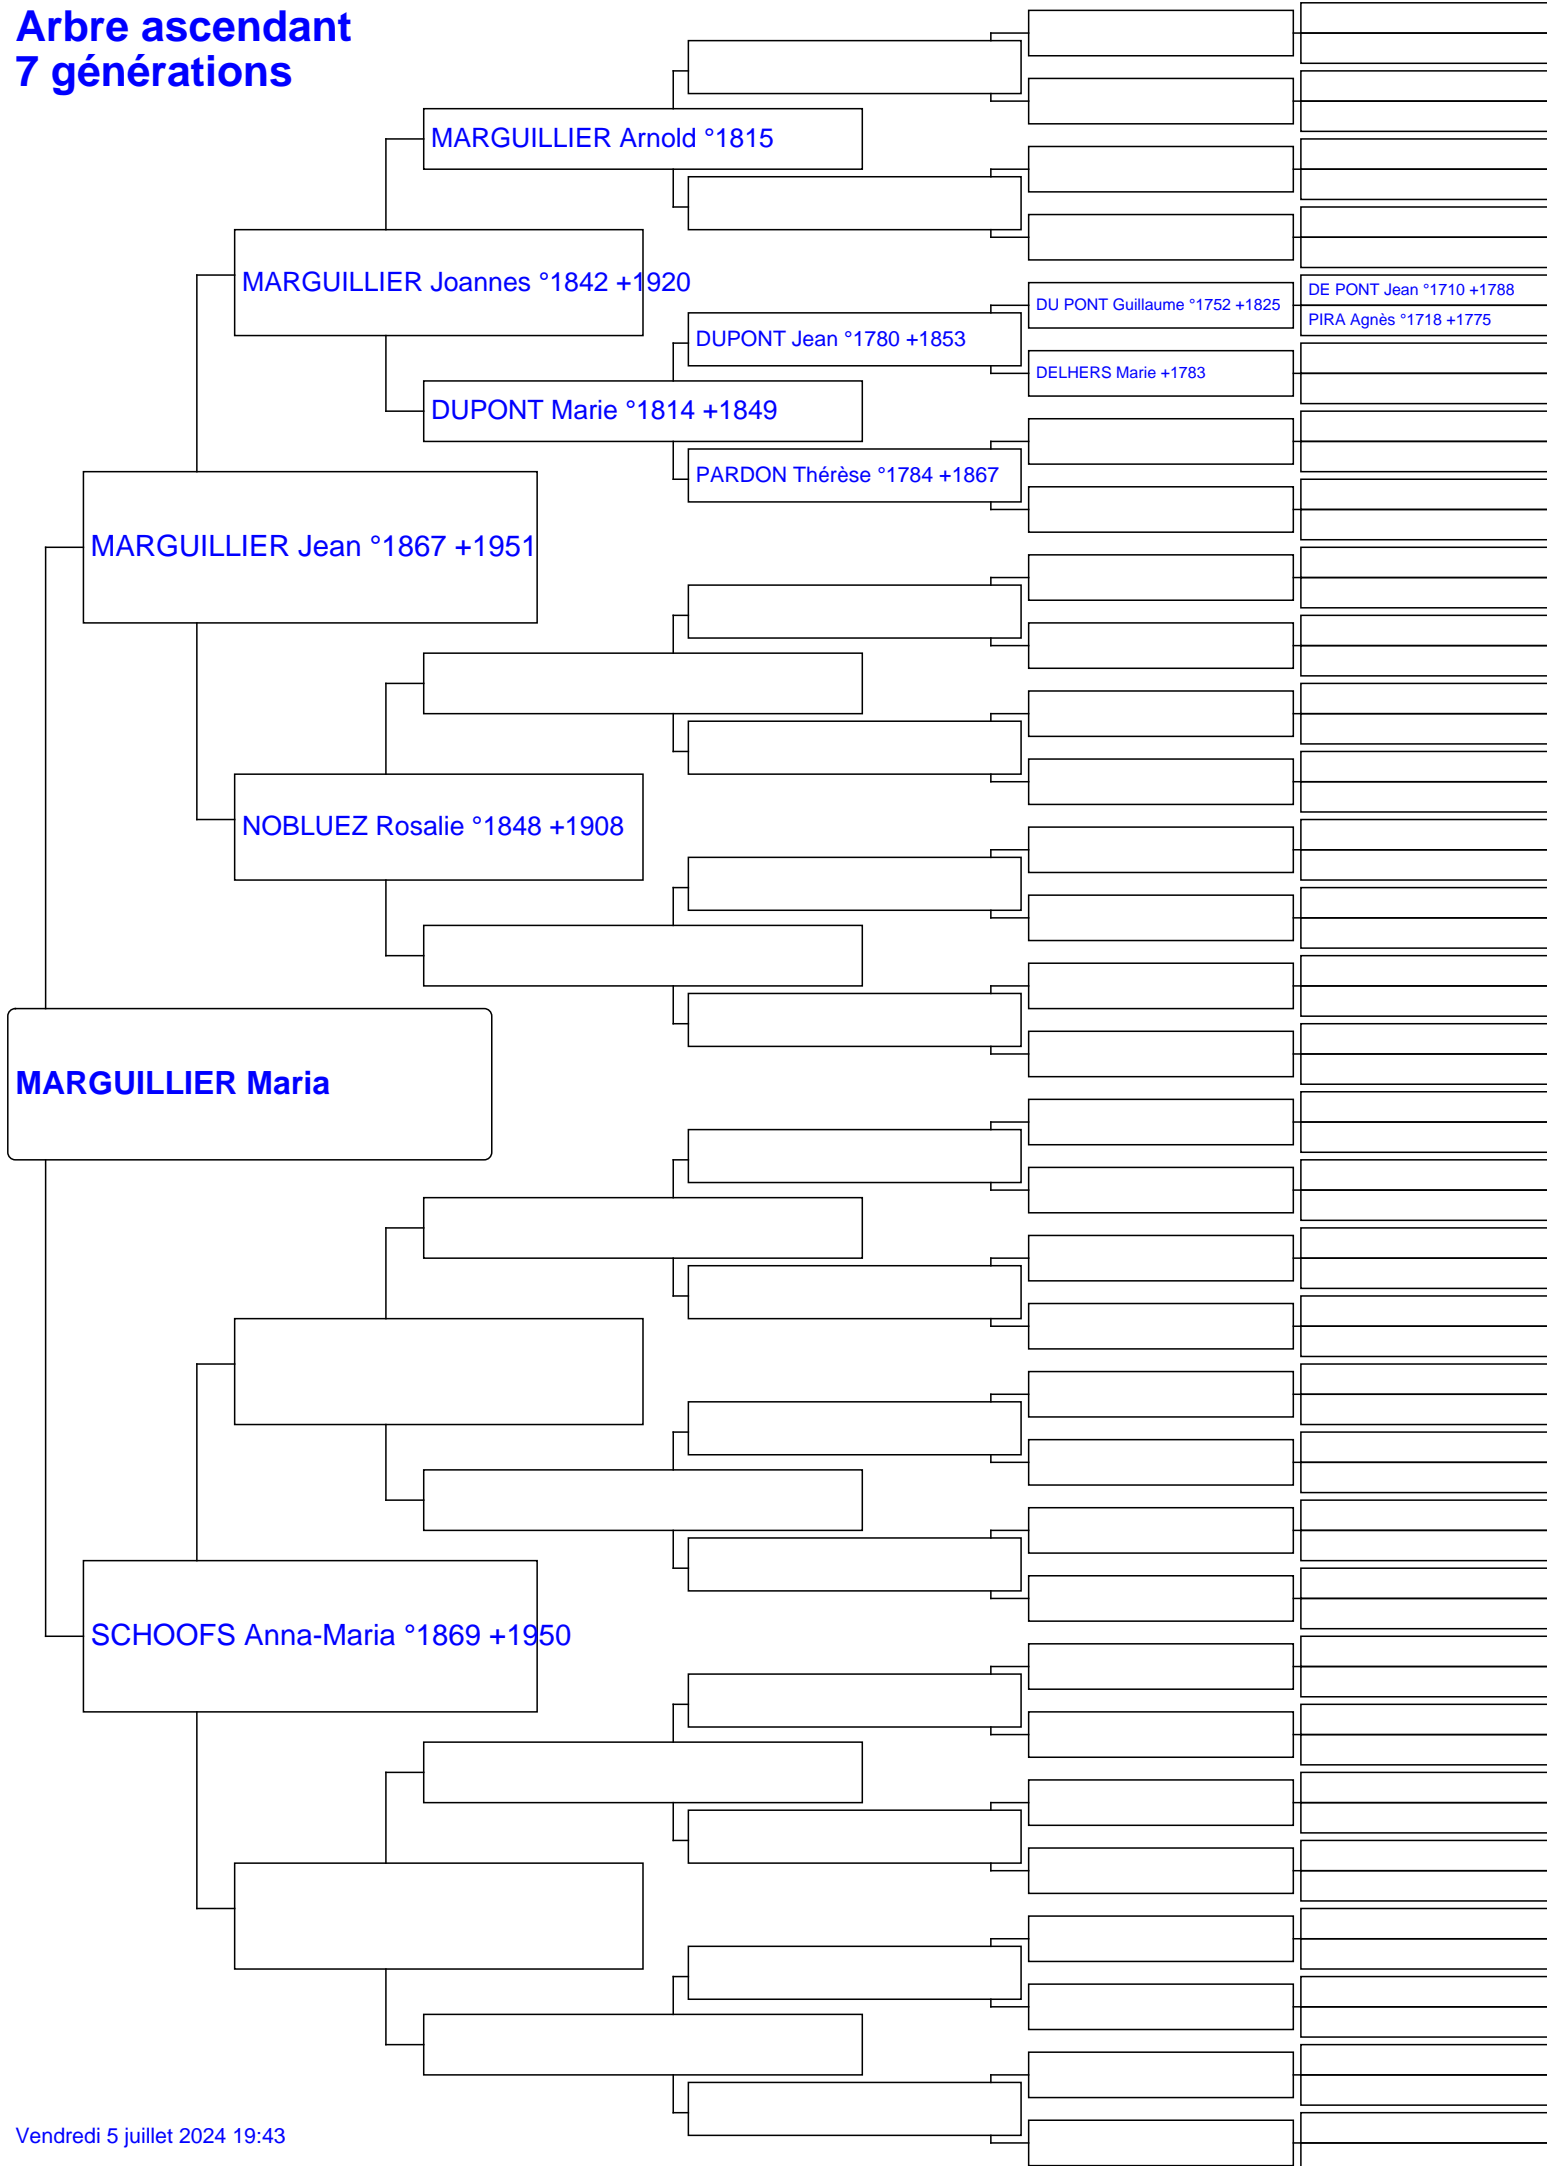 Arbre ascendant
7 générations
MARGUILLIER Arnold °1815
MARGUILLIER Joannes °1842 +1920
DE PONT Jean °1710 +1788
DU PONT Guillaume °1752 +1825
PIRA Agnès °1718 +1775
DUPONT Jean °1780 +1853
DELHERS Marie +1783
DUPONT Marie °1814 +1849
PARDON Thérèse °1784 +1867
MARGUILLIER Jean °1867 +1951
NOBLUEZ Rosalie °1848 +1908
MARGUILLIER Maria
SCHOOFS Anna-Maria °1869 +1950
Vendredi 5 juillet 2024 19:43